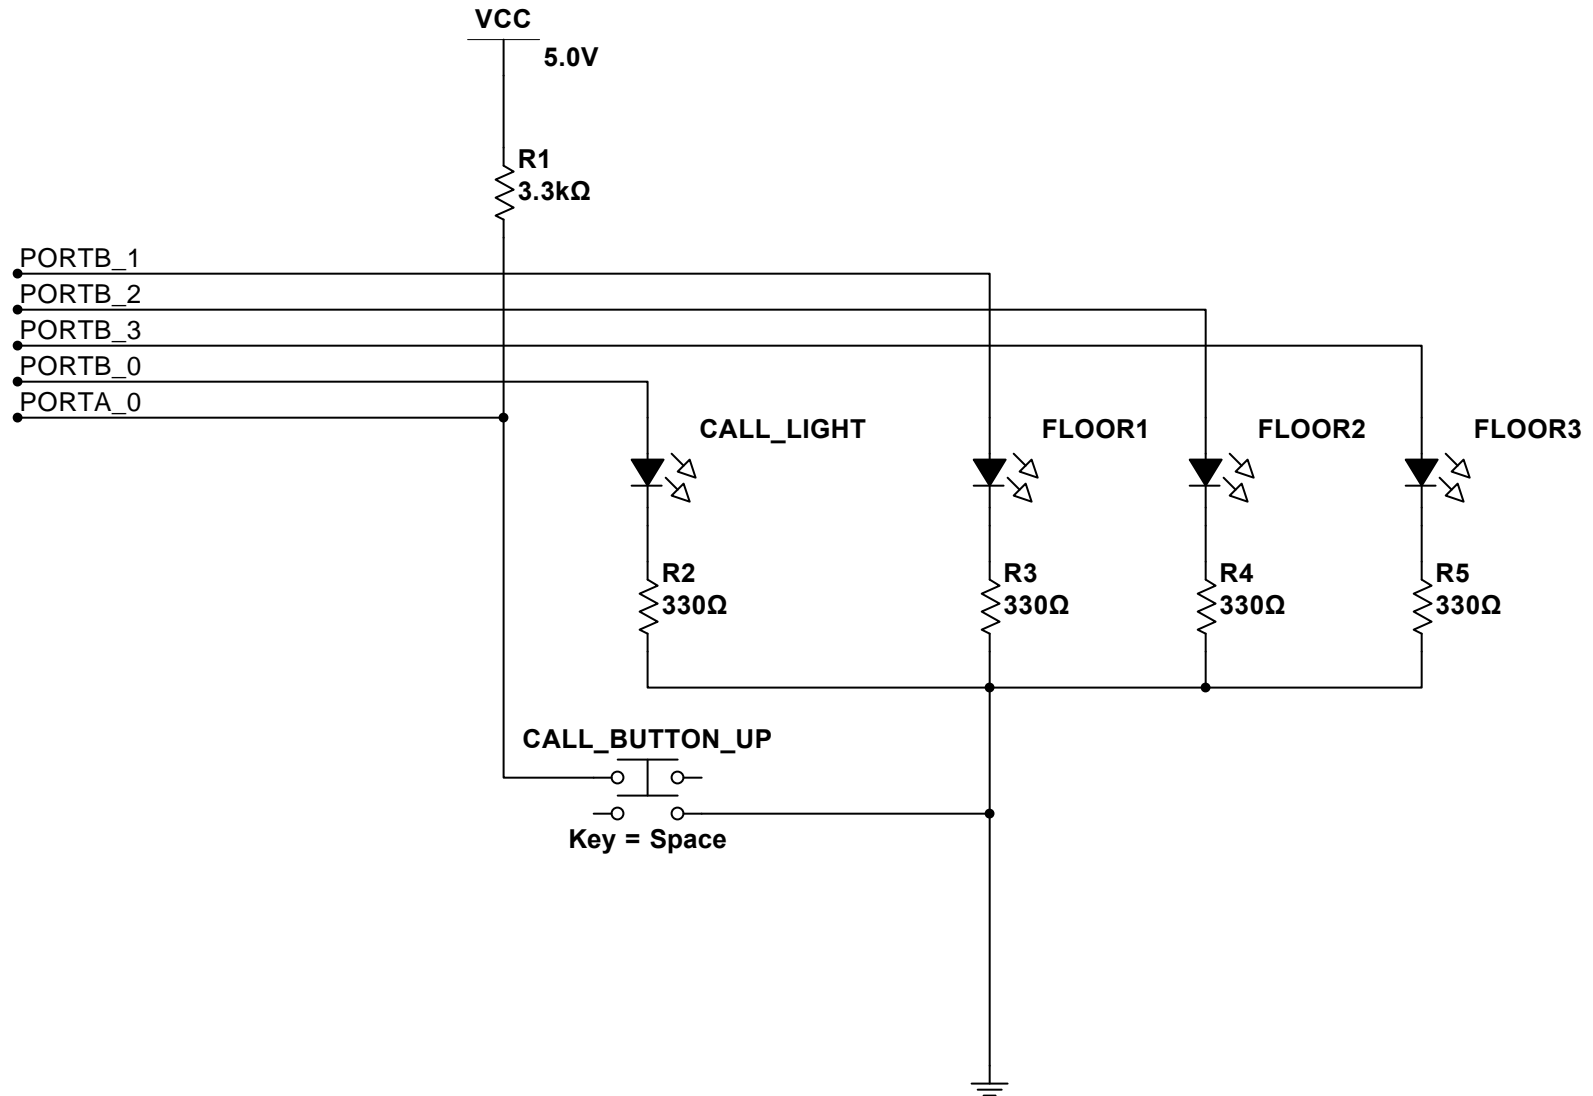 VCC
5.0V
R1
3.3kΩ
PORTB_1
PORTB_2
PORTB_3
PORTB_0
PORTA_0
CALL_LIGHT
FLOOR1
FLOOR2
FLOOR3
R2
330Ω
R3
330Ω
R4
330Ω
R5
330Ω
CALL_BUTTON_UP
Key = Space